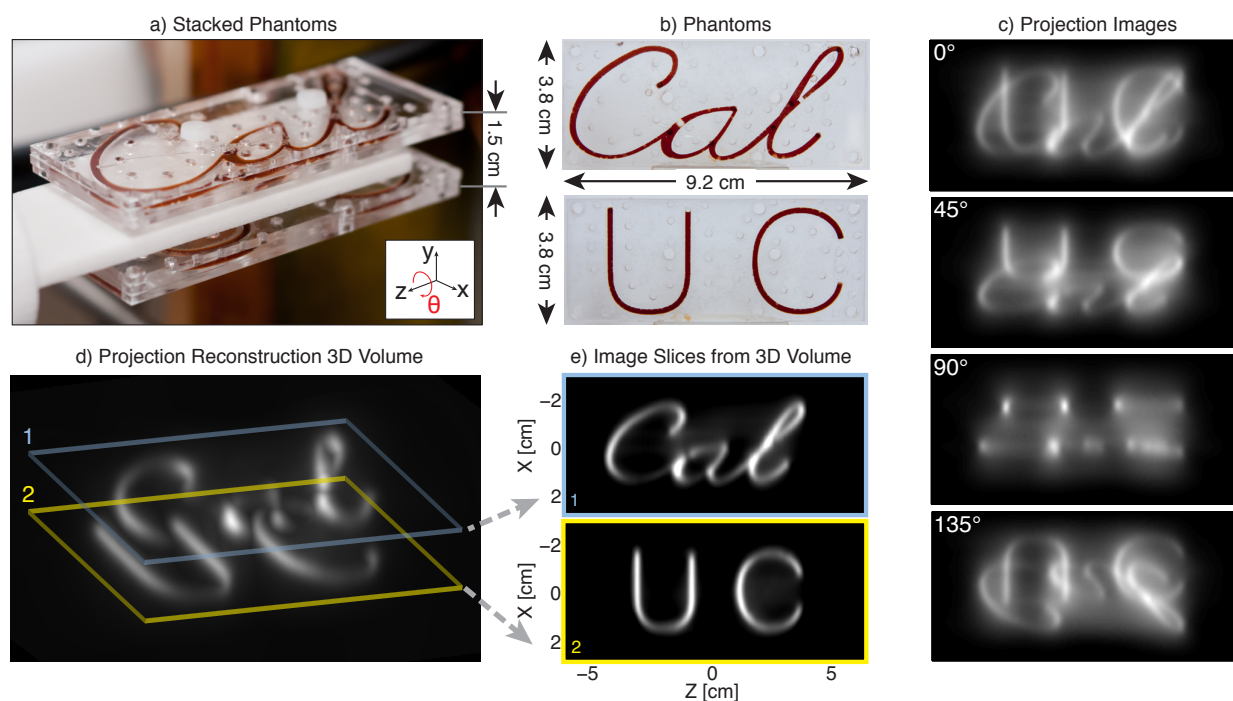 a) Stacked Phantoms
1.5 cm
y
z
x
θ
b) Phantoms
3.8 cm
Cal
9.2 cm
3.8 cm
U C
c) Projection Images
0°
45°
90°
135°
d) Projection Reconstruction 3D Volume
1
2
e) Image Slices from 3D Volume
X [cm]
−2
0
2
Cal
1
X [cm]
−2
0
2
U C
2
−5 0 5
Z [cm]